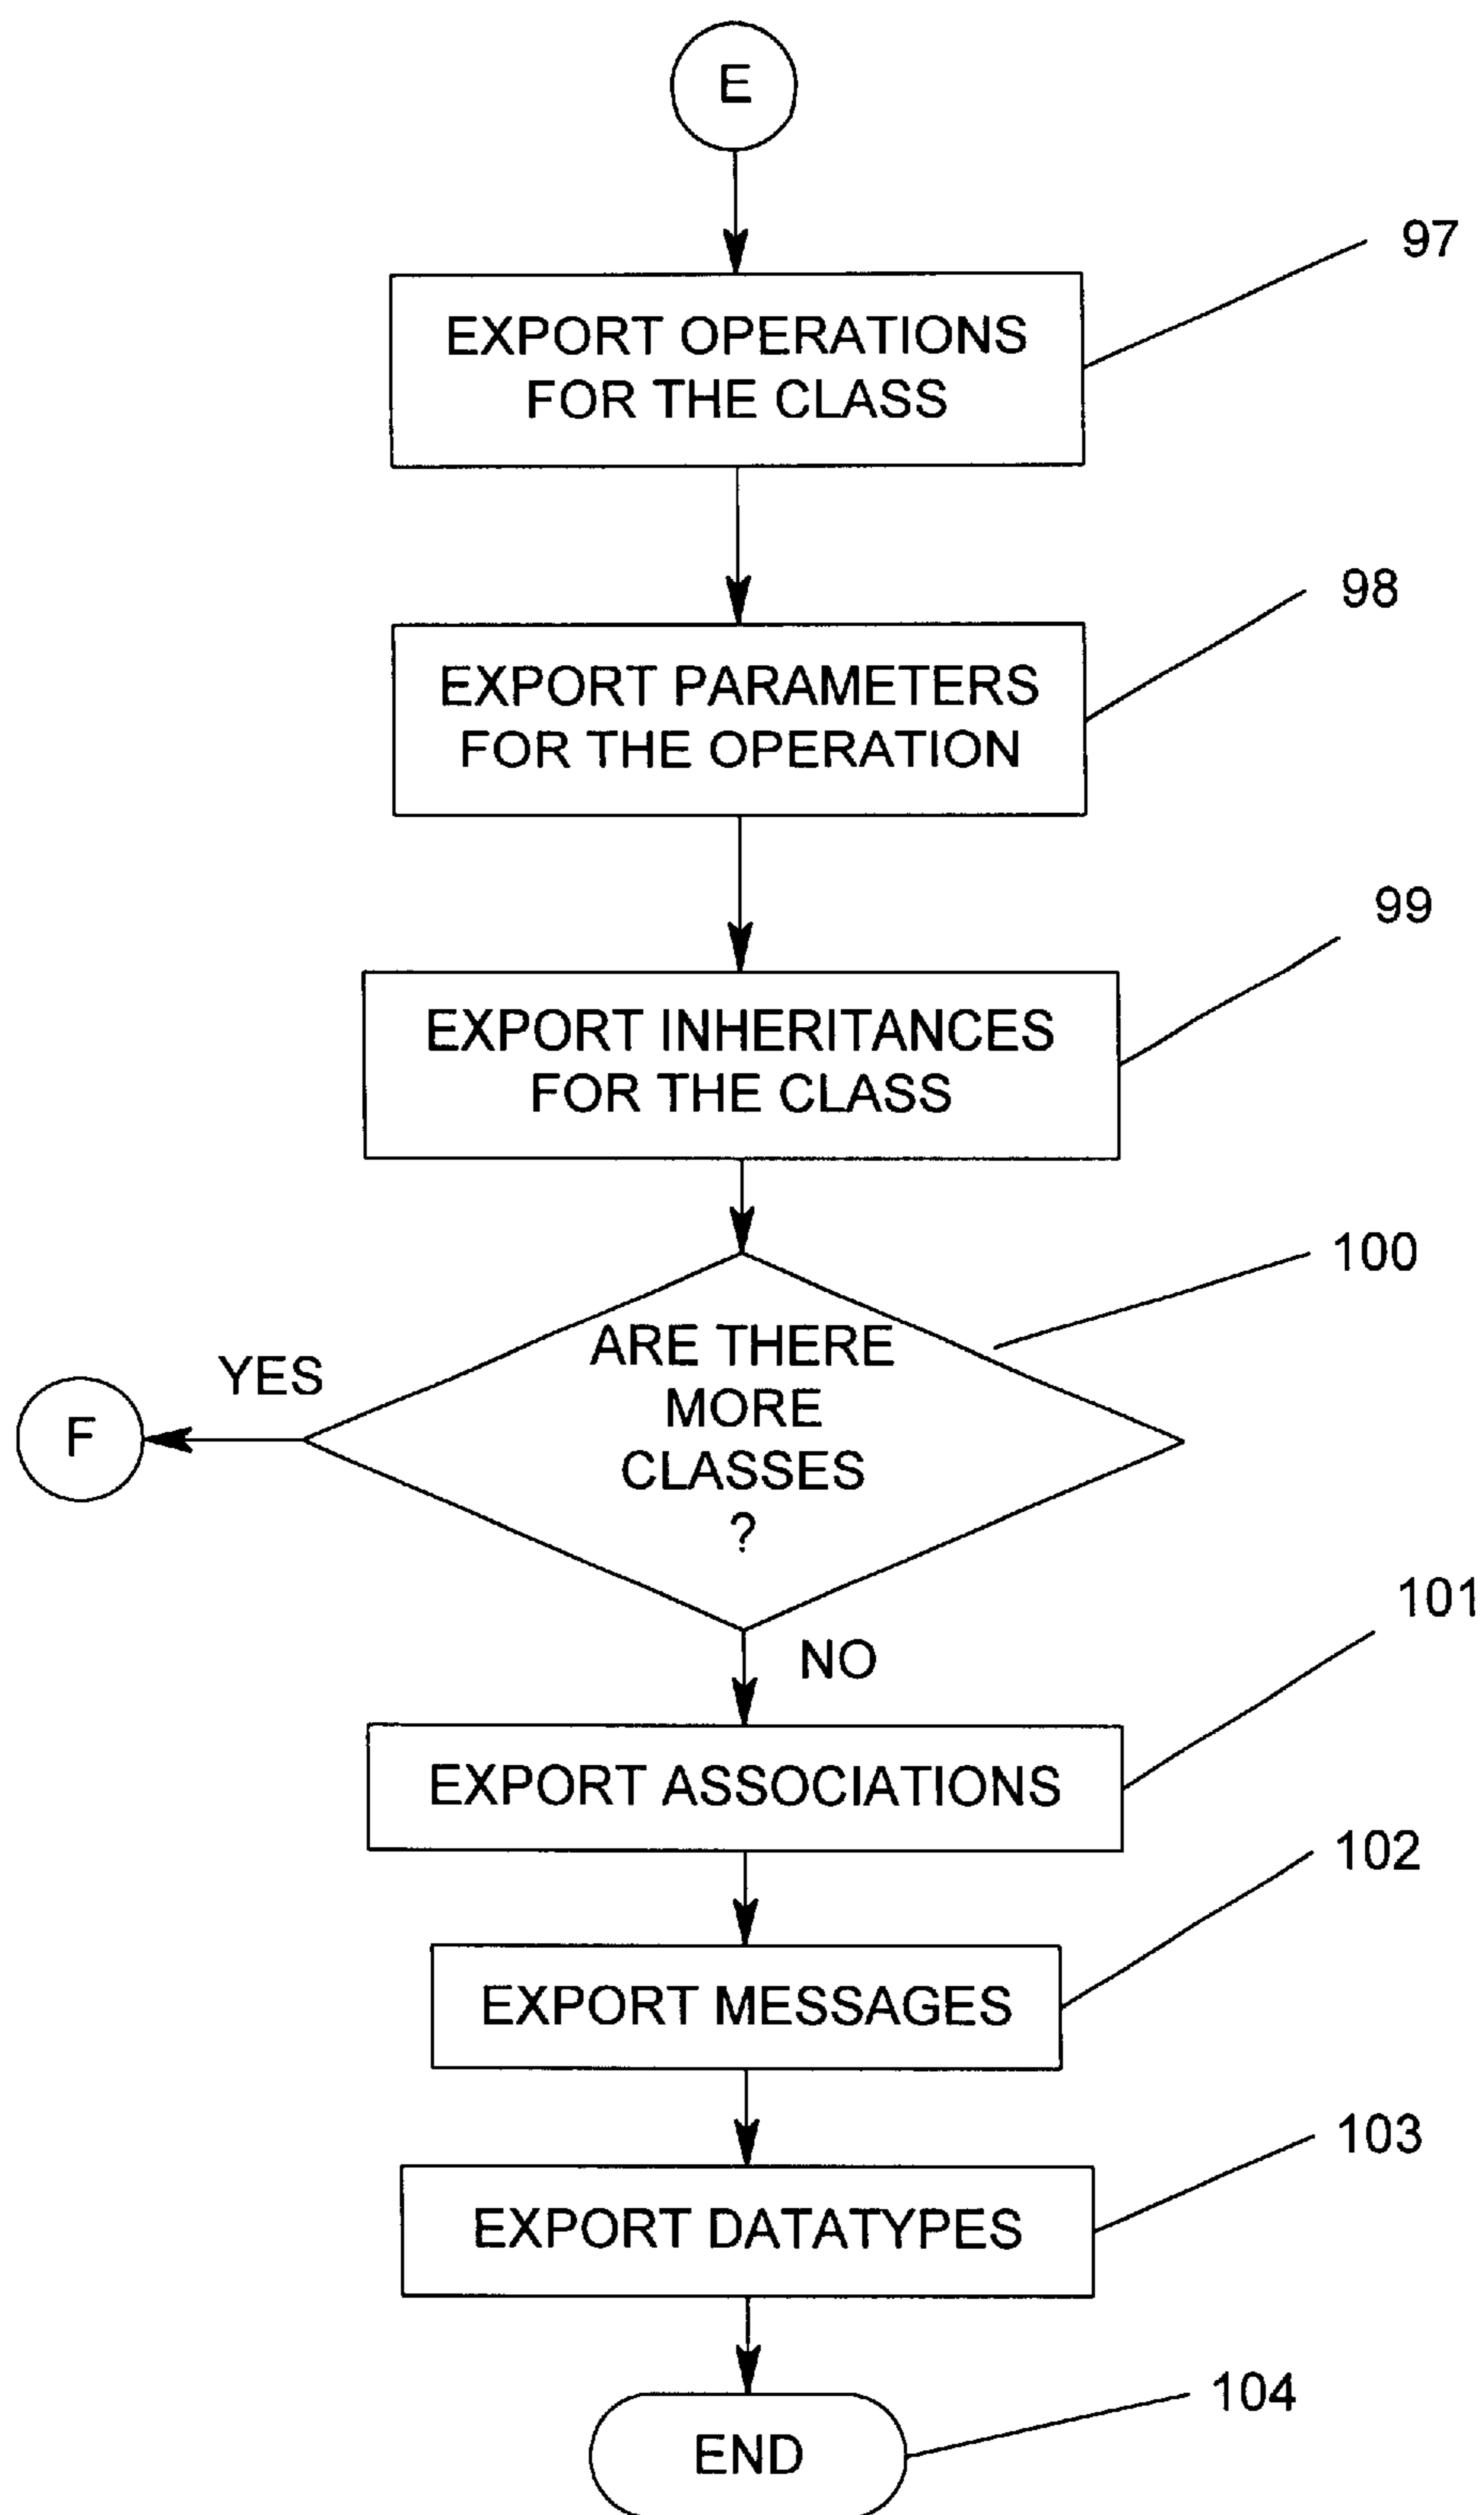 E
97
EXPORT OPERATIONS
FOR THE CLASS
98
EXPORT PARAMETERS
FOR THE OPERATION
99
EXPORT INHERITANCES
FOR THE CLASS
100
ARE THERE
MORE
CLASSES
?
YES
F
NO
101
EXPORT ASSOCIATIONS
102
EXPORT MESSAGES
103
EXPORT DATATYPES
104
END